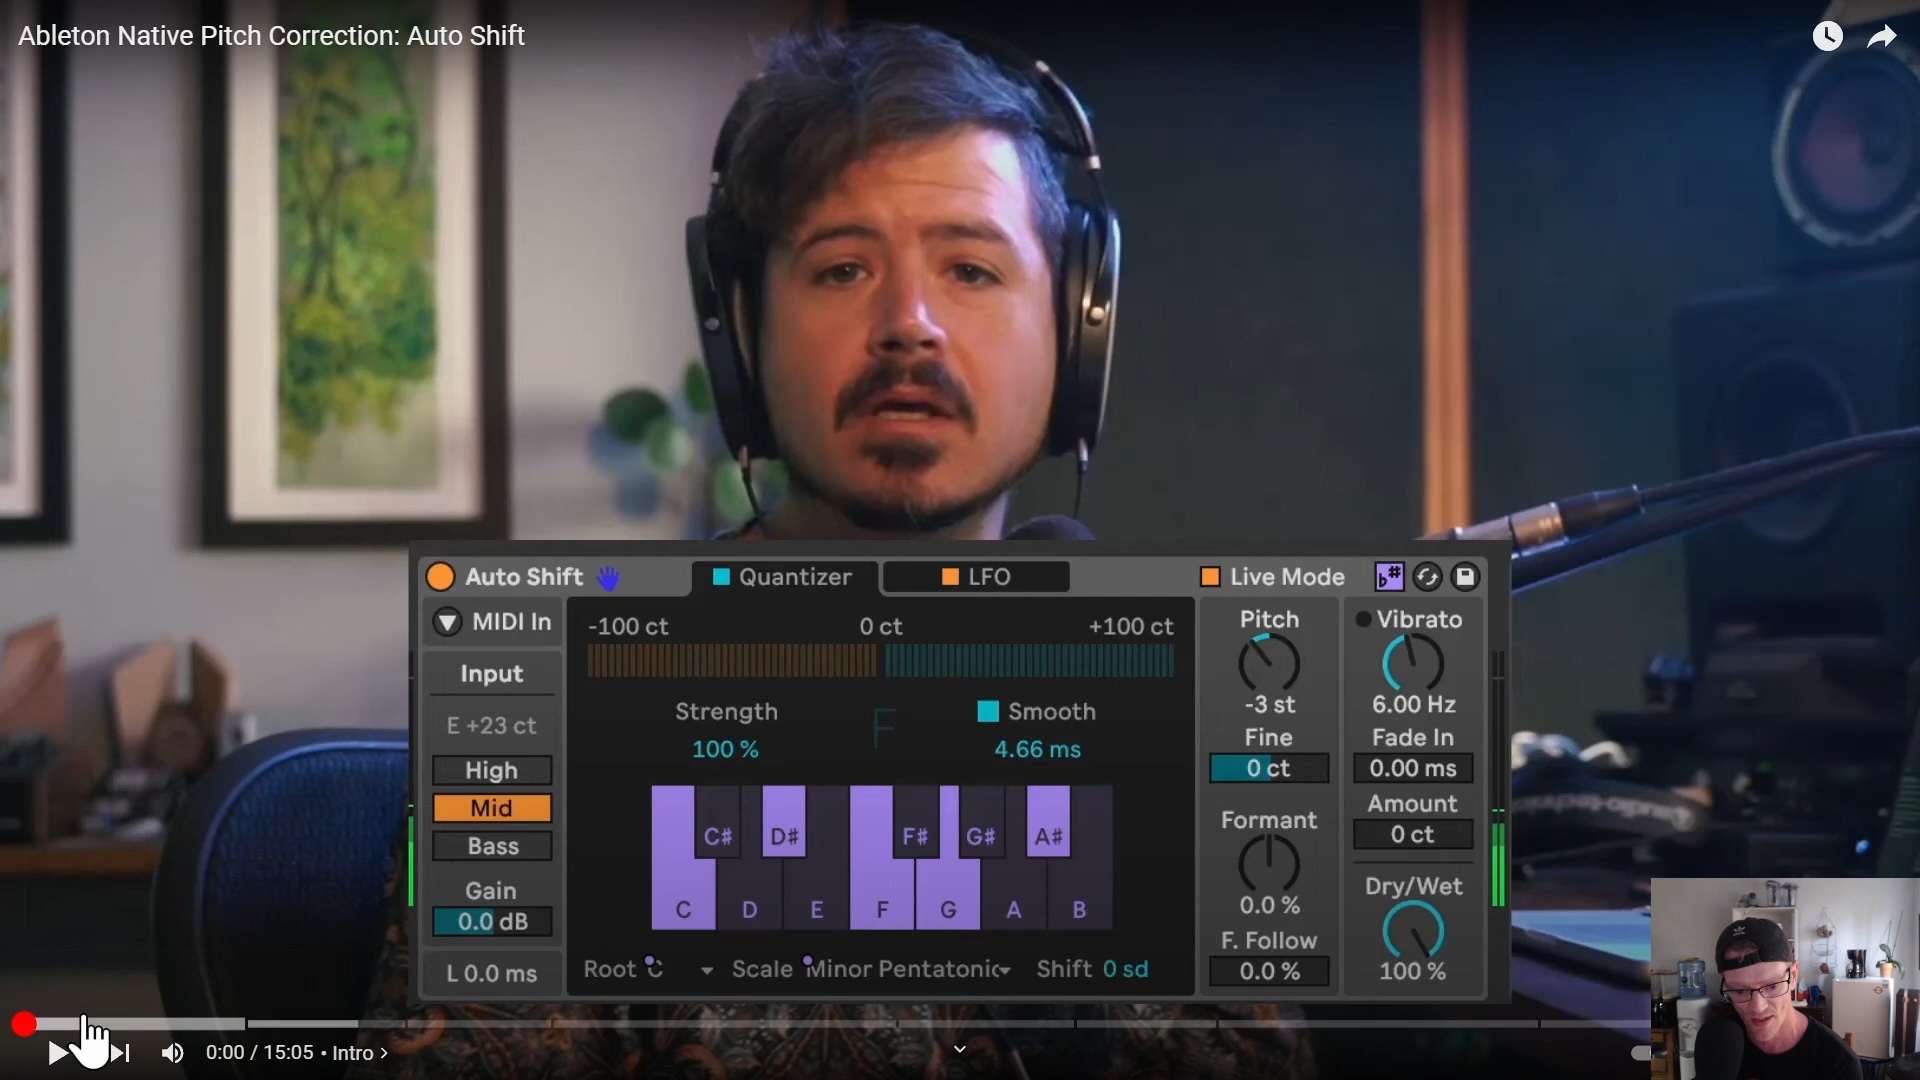 Ableton Native Pitch Correction: Auto Shift
Auto Shift
Quantizer
LFO
Live Mode
b#
MIDI In
Input
E +23 ct
High
Mid
Bass
Gain
0.0 dB
L 0.0 ms
-100 ct 0 ct +100 ct
Strength
100 %
F
Smooth
4.66 ms
C# D# F# G# A#
C D E F G A B
Root C Scale Minor Pentatonic Shift 0 sd
Pitch
-3 st
Fine
0 ct
Formant
0.0 %
F. Follow
0.0 %
Vibrato
6.00 Hz
Fade In
0.00 ms
Amount
0 ct
Dry/Wet
100 %
0:00 / 15:05 • Intro ›